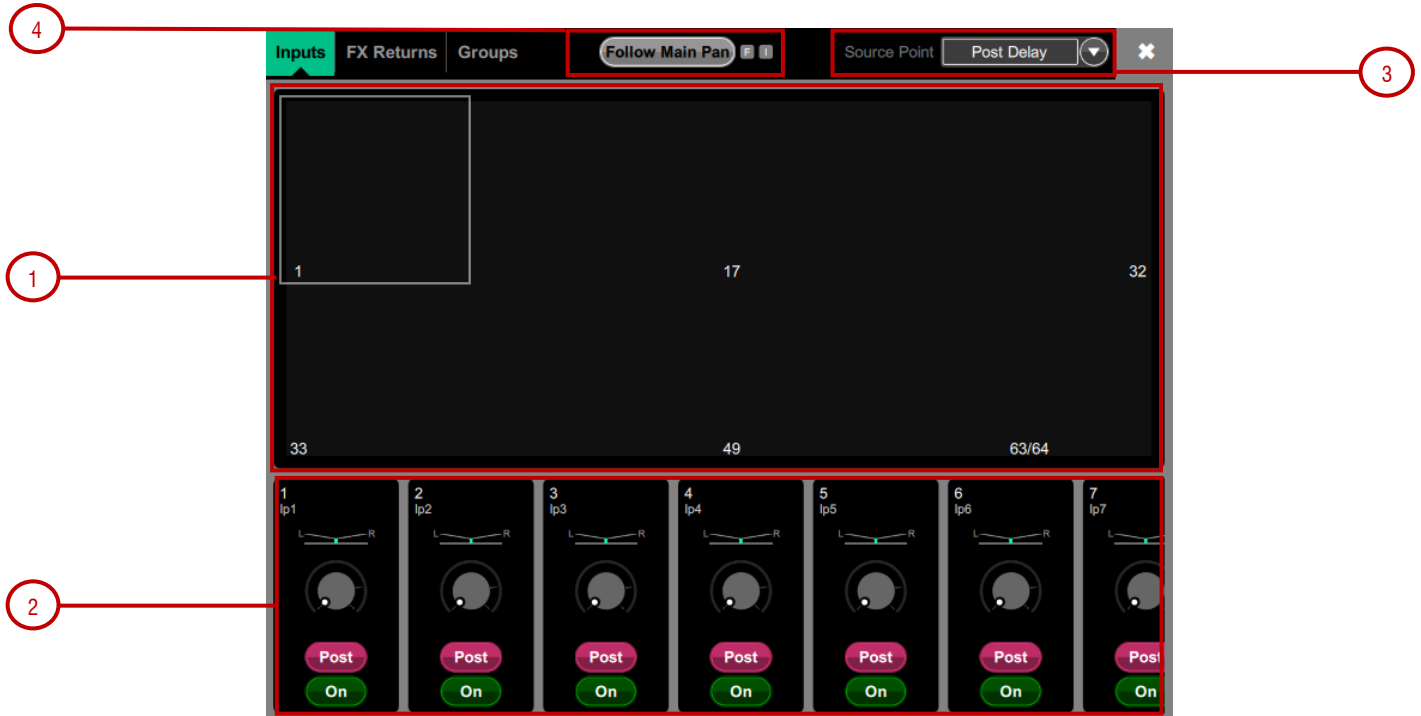 4
Inputs FX Returns Groups Follow Main Pan F I Source Point Post Delay
3
1 17 32
1
33 49 63/64
1 2 3 4 5 6 7
Ip1 Ip2 Ip3 Ip4 Ip5 Ip6 Ip7
L R L R L R L R L R L R L
2
Post Post Post Post Post Post Post
On On On On On On On